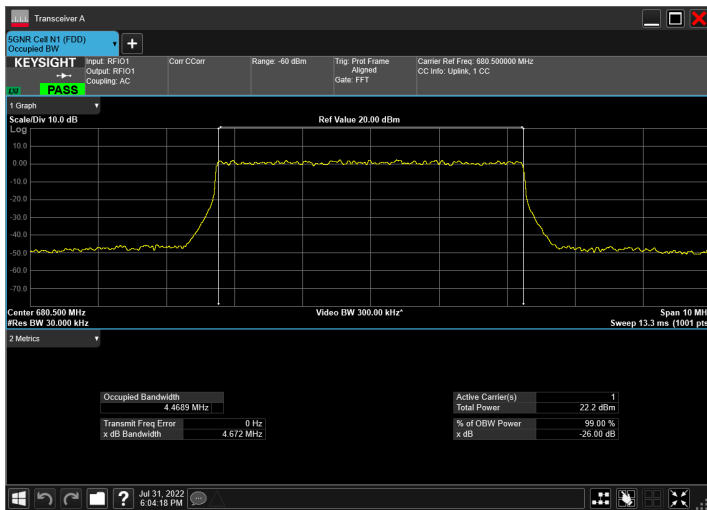 Transceiver A
5GNR Cell N1 (FDD)
Occupied BW
KEYSIGHT
LXI
PASS
Input: RFIO1
Output: RFIO1
Coupling: AC
Corr CCorr
Range: -60 dBm
Trig: Prot Frame
Aligned
Gate: FFT
Carrier Ref Freq: 680.500000 MHz
CC Info: Uplink, 1 CC
1 Graph
Scale/Div 10.0 dB
Ref Value 20.00 dBm
Log
10.0
0.00
-10.0
-20.0
-30.0
-40.0
-50.0
-60.0
-70.0
Center 680.500 MHz
Video BW 300.00 kHz*
Span 10 MH
#Res BW 30.000 kHz
Sweep 13.3 ms (1001 pts
2 Metrics
Occupied Bandwidth
4.4689 MHz
Transmit Freq Error 0 Hz
x dB Bandwidth 4.672 MHz
Active Carrier(s) 1
Total Power 22.2 dBm
% of OBW Power 99.00 %
x dB -26.00 dB
?
Jul 31, 2022
6:04:18 PM